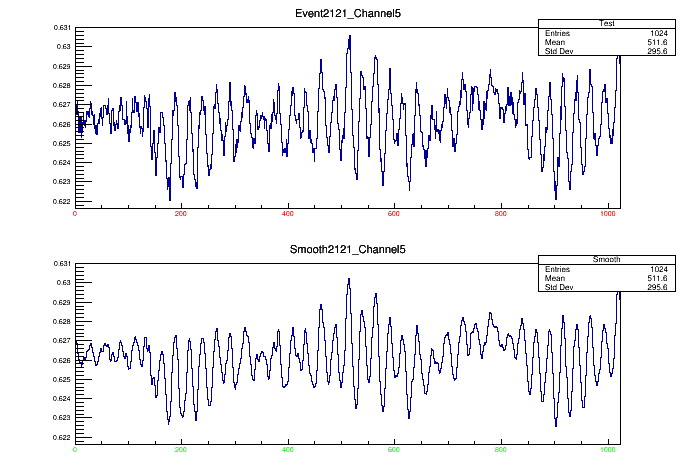 Event2121_Channel5
Test
Entries 1024
Mean 511.6
Std Dev 295.6
0.631
0.63
0.629
0.628
0.627
0.626
0.625
0.624
0.623
0.622
0 200 400 600 800 1000
Smooth2121_Channel5
Smooth
Entries 1024
Mean 511.6
Std Dev 295.6
0.631
0.63
0.629
0.628
0.627
0.626
0.625
0.624
0.623
0.622
0 200 400 600 800 1000